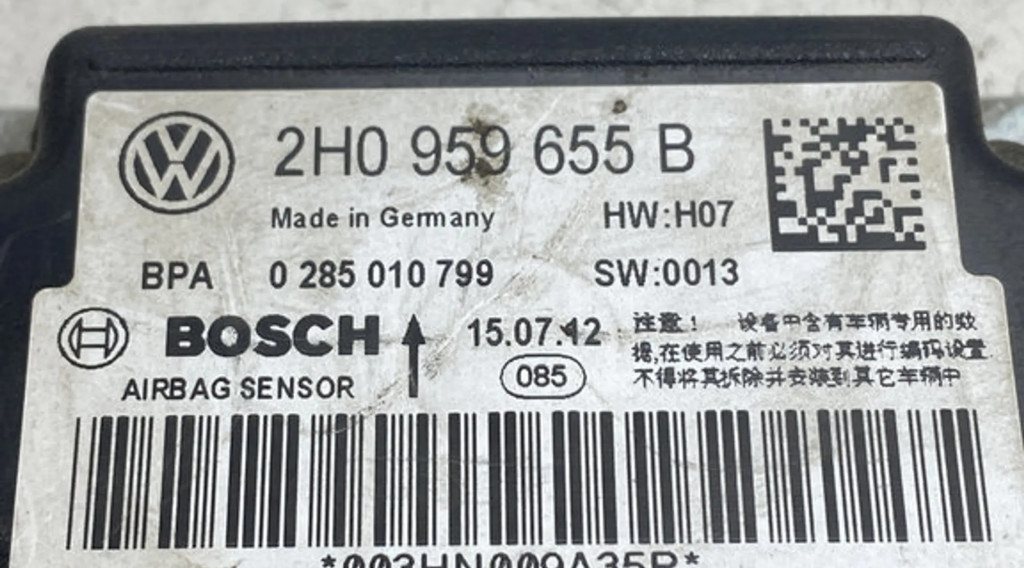 2H0 959 655 B
Made in Germany HW:H07
BPA 0 285 010 799 SW:0013
BOSCH 15.07.12
AIRBAG SENSOR 085
注意！ 设备中含有车辆专用的数
据,在使用之前必须对其进行编码设置.
不得将其拆除并安装到其它车辆中
*003HN009A35R*